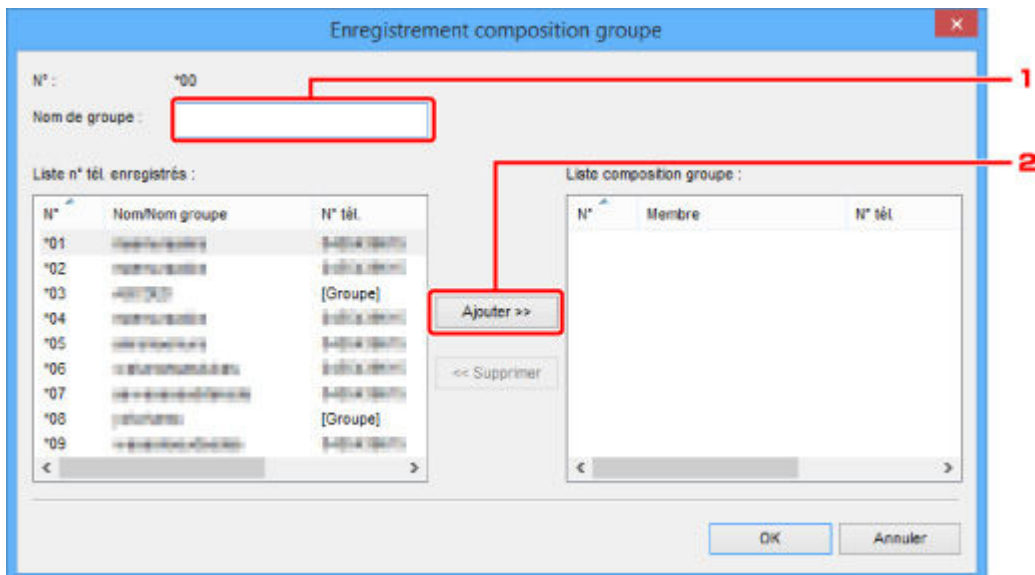 Enregistrement composition groupe
N° : *00
1
Nom de groupe :
2
Liste n° tél. enregistrés :
Liste composition groupe :
N° Nom/Nom groupe N° tél.
N° Membre N° tél.
*01
*02
*03 [Groupe]
*04
*05
*06
*07
*08 [Groupe]
*09
Ajouter >>
<< Supprimer
OK Annuler